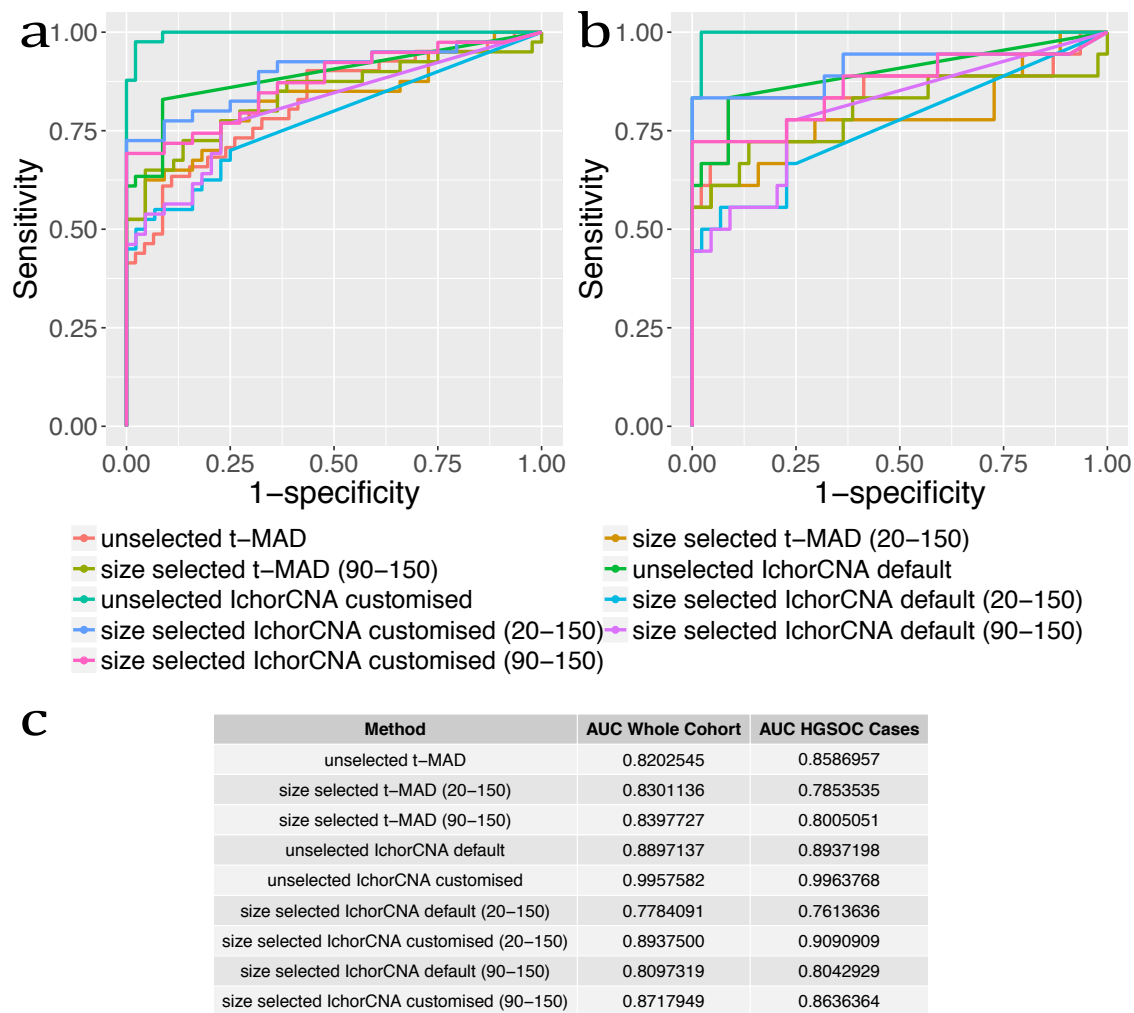 a
b
1.00
0.75
0.50
0.25
0.00
Sensitivity
0.00 0.25 0.50 0.75 1.00
1−specificity
1.00
0.75
0.50
0.25
0.00
Sensitivity
0.00 0.25 0.50 0.75 1.00
1−specificity
unselected t−MAD
size selected t−MAD (20−150)
size selected t−MAD (90−150)
unselected IchorCNA default
unselected IchorCNA customised
size selected IchorCNA default (20−150)
size selected IchorCNA customised (20−150)
size selected IchorCNA default (90−150)
size selected IchorCNA customised (90−150)
c
Method AUC Whole Cohort AUC HGSOC Cases
unselected t−MAD 0.8202545 0.8586957
size selected t−MAD (20−150) 0.8301136 0.7853535
size selected t−MAD (90−150) 0.8397727 0.8005051
unselected IchorCNA default 0.8897137 0.8937198
unselected IchorCNA customised 0.9957582 0.9963768
size selected IchorCNA default (20−150) 0.7784091 0.7613636
size selected IchorCNA customised (20−150) 0.8937500 0.9090909
size selected IchorCNA default (90−150) 0.8097319 0.8042929
size selected IchorCNA customised (90−150) 0.8717949 0.8636364